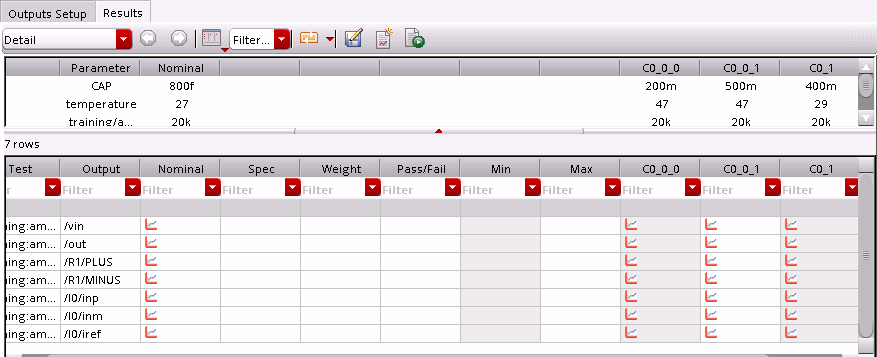 Outputs Setup Results
Detail Filter...
Parameter Nominal C0_0_0 C0_0_1 C0_1
CAP 800f 200m 500m 400m
temperature 27 47 47 29
training/a... 20k 20k 20k 20k
7 rows
Test Output Nominal Spec Weight Pass/Fail Min Max C0_0_0 C0_0_1 C0_1
Filter Filter Filter Filter Filter Filter Filter Filter Filter Filter
ning:am... /vin
ning:am... /out
ning:am... /R1/PLUS
ning:am... /R1/MINUS
ning:am... /I0/inp
ning:am... /I0/inm
ning:am... /I0/iref